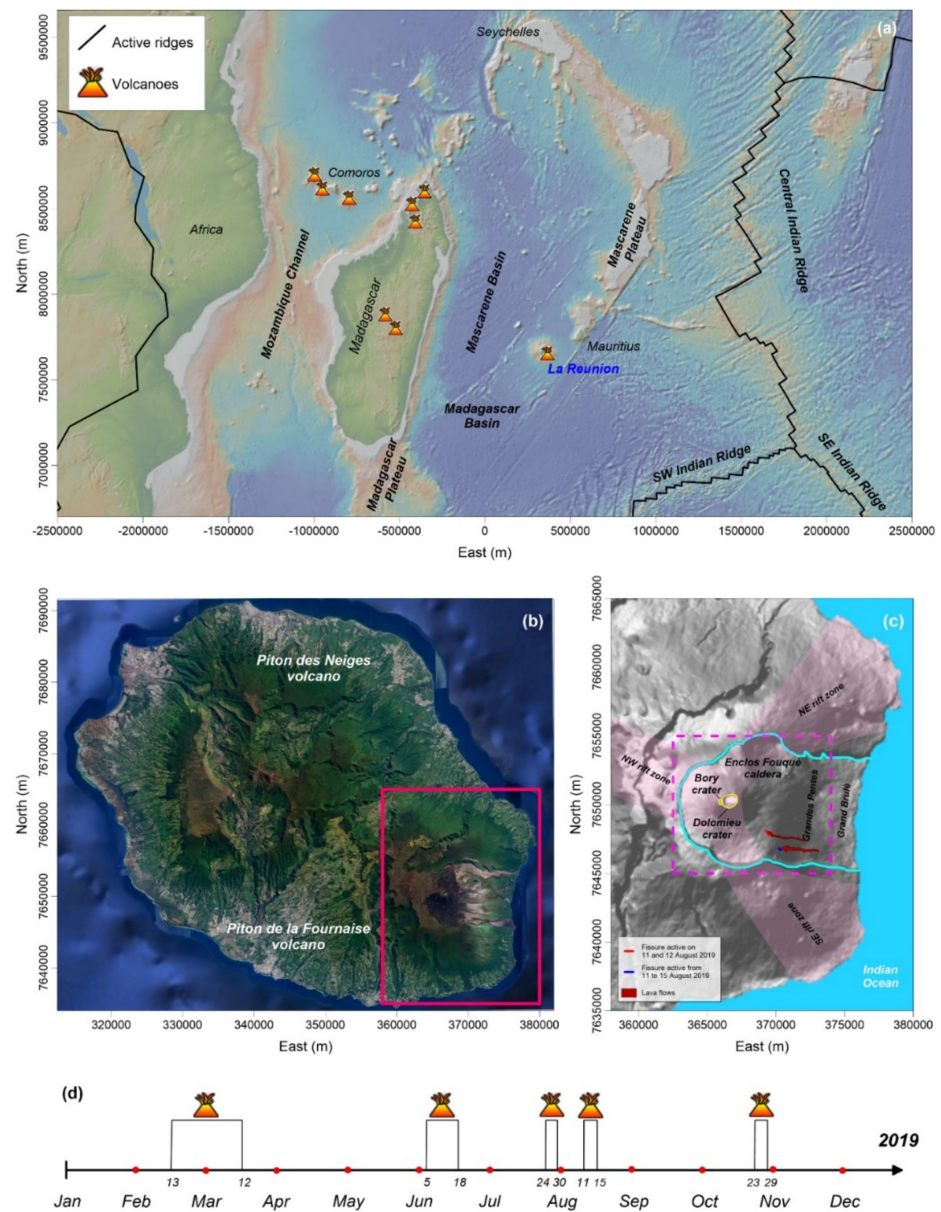 (a)
Active ridges
Volcanoes
Seychelles
Comoros
Africa
Mozambique Channel
Madagascar
Mascarene Basin
Mascarene
Plateau
Central Indian Ridge
Mauritius
La Reunion
Madagascar
Basin
Madagascar
Plateau
SW Indian Ridge
SE Indian Ridge
North (m)
9500000
9000000
8500000
8000000
7500000
7000000
-2500000 -2000000 -1500000 -1000000 -500000 0 500000 1000000 1500000 2000000 2500000
East (m)
(b)
Piton des Neiges
volcano
Piton de la Fournaise
volcano
North (m)
7690000
7680000
7670000
7660000
7650000
7640000
320000 330000 340000 350000 360000 370000 380000
East (m)
(c)
NE rift zone
NW rift zone
Enclos Fouqué
caldera
Bory
crater
Dolomieu
crater
Grandes Pentes
Grand Brule
SE rift zone
Indian
Ocean
Fissure active on
11 and 12 August 2019
Fissure active from
11 to 15 August 2019
Lava flows
North (m)
7665000
7660000
7655000
7650000
7645000
7640000
7635000
360000 365000 370000 375000 380000
East (m)
(d)
2019
13 12 5 18 24 30 11 15 23 29
Jan Feb Mar Apr May Jun Jul Aug Sep Oct Nov Dec